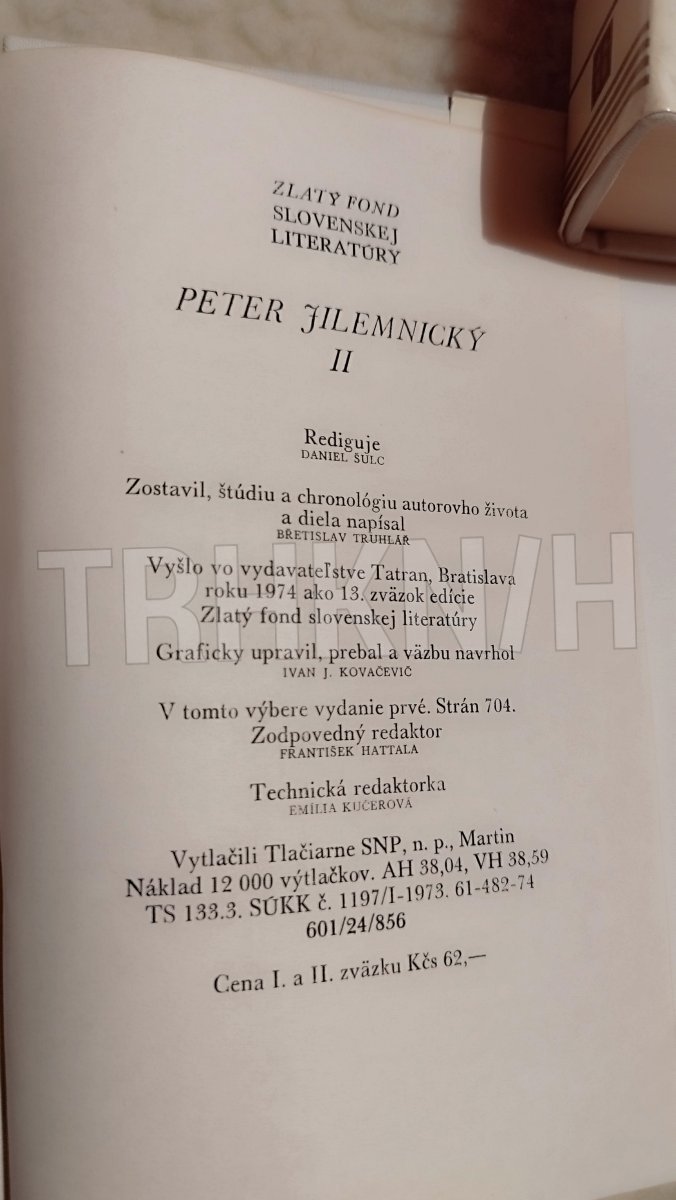 ZLATÝ FOND
SLOVENSKEJ
LITERATÚRY
PETER JILEMNICKÝ
II
Rediguje
DANIEL ŠULC
Zostavil, štúdiu a chronológiu autorovho života
a diela napísal
BŘETISLAV TRUHLÁŘ
Vyšlo vo vydavateľstve Tatran, Bratislava
roku 1974 ako 13. zväzok edície
Zlatý fond slovenskej literatúry
Graficky upravil, prebal a väzbu navrhol
IVAN J. KOVAČEVIČ
V tomto výbere vydanie prvé. Strán 704.
Zodpovedný redaktor
FRANTIŠEK HATTALA
Technická redaktorka
EMÍLIA KUČEROVÁ
Vytlačili Tlačiarne SNP, n. p., Martin
Náklad 12 000 výtlačkov. AH 38,04, VH 38,59
TS 133.3. SÚKK č. 1197/I-1973. 61-482-74
601/24/856
Cena I. a II. zväzku Kčs 62,—
TRHKN/H